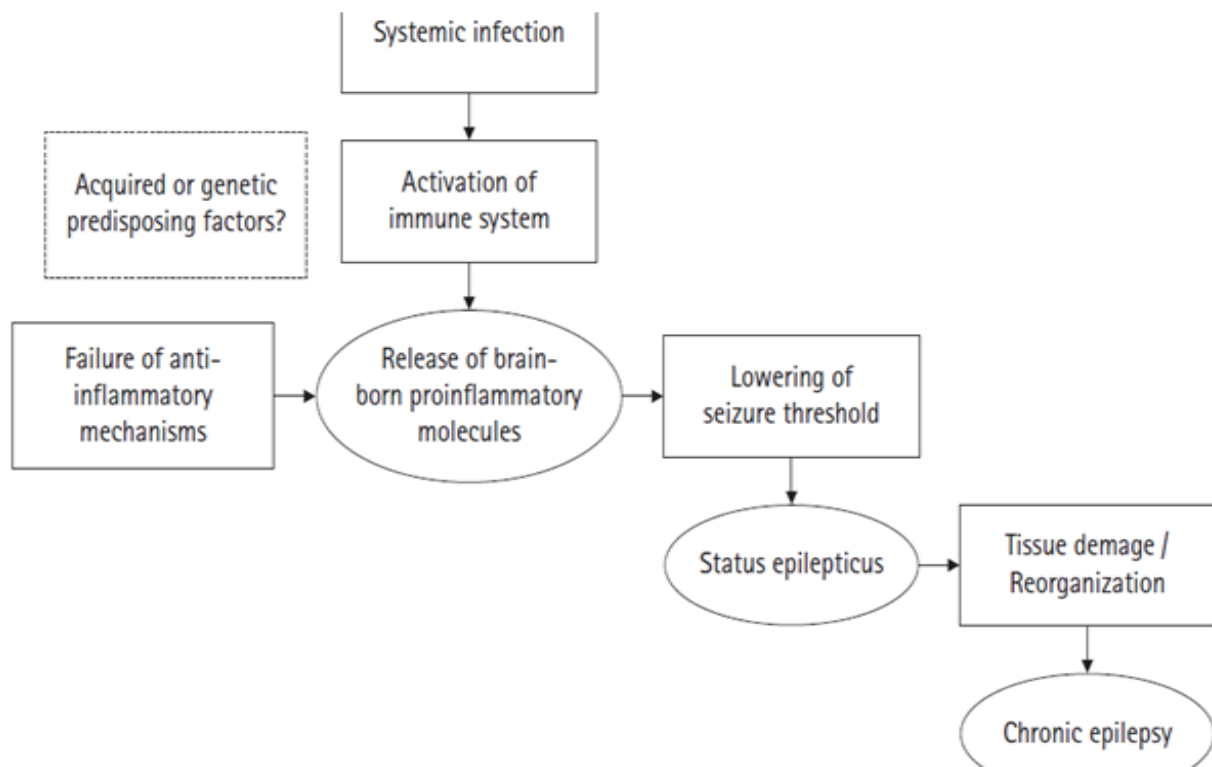 Systemic infection
Acquired or genetic
predisposing factors?
Activation of
immune system
Failure of anti-
inflammatory
mechanisms
Release of brain-
born proinflammatory
molecules
Lowering of
seizure threshold
Status epilepticus
Tissue demage /
Reorganization
Chronic epilepsy